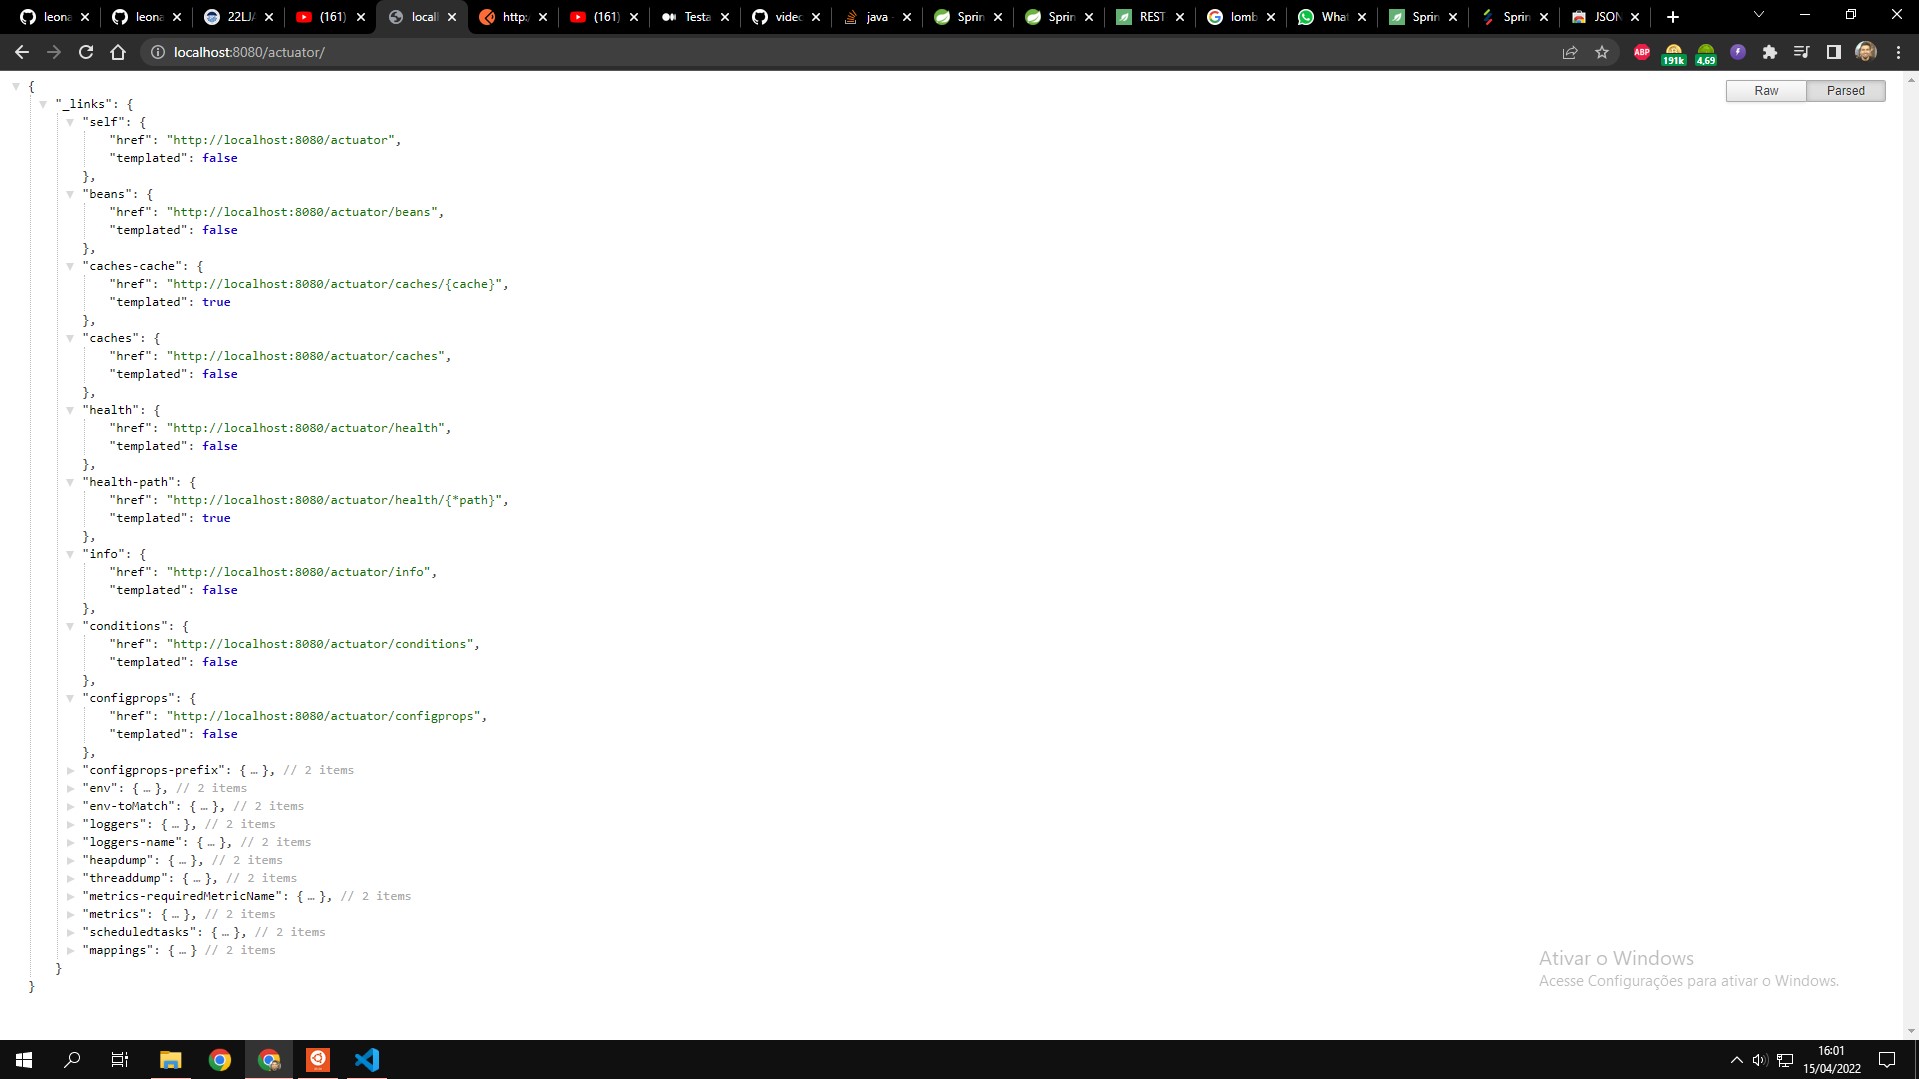 leona
leona
22LJA
(161)
locall
http:/
(161)
Testa
videc
java -
Sprin
Sprin
REST
lomb
What
Sprin
Sprin
JSON
localhost:8080/actuator/
ABP
191k
4,69
Raw
Parsed
{
"_links": {
"self": {
"href": "http://localhost:8080/actuator",
"templated": false
},
"beans": {
"href": "http://localhost:8080/actuator/beans",
"templated": false
},
"caches-cache": {
"href": "http://localhost:8080/actuator/caches/{cache}",
"templated": true
},
"caches": {
"href": "http://localhost:8080/actuator/caches",
"templated": false
},
"health": {
"href": "http://localhost:8080/actuator/health",
"templated": false
},
"health-path": {
"href": "http://localhost:8080/actuator/health/{*path}",
"templated": true
},
"info": {
"href": "http://localhost:8080/actuator/info",
"templated": false
},
"conditions": {
"href": "http://localhost:8080/actuator/conditions",
"templated": false
},
"configprops": {
"href": "http://localhost:8080/actuator/configprops",
"templated": false
},
"configprops-prefix": {…}, // 2 items
"env": {…}, // 2 items
"env-toMatch": {…}, // 2 items
"loggers": {…}, // 2 items
"loggers-name": {…}, // 2 items
"heapdump": {…}, // 2 items
"threaddump": {…}, // 2 items
"metrics-requiredMetricName": {…}, // 2 items
"metrics": {…}, // 2 items
"scheduledtasks": {…}, // 2 items
"mappings": {…} // 2 items
}
}
Ativar o Windows
Acesse Configurações para ativar o Windows.
16:01
15/04/2022